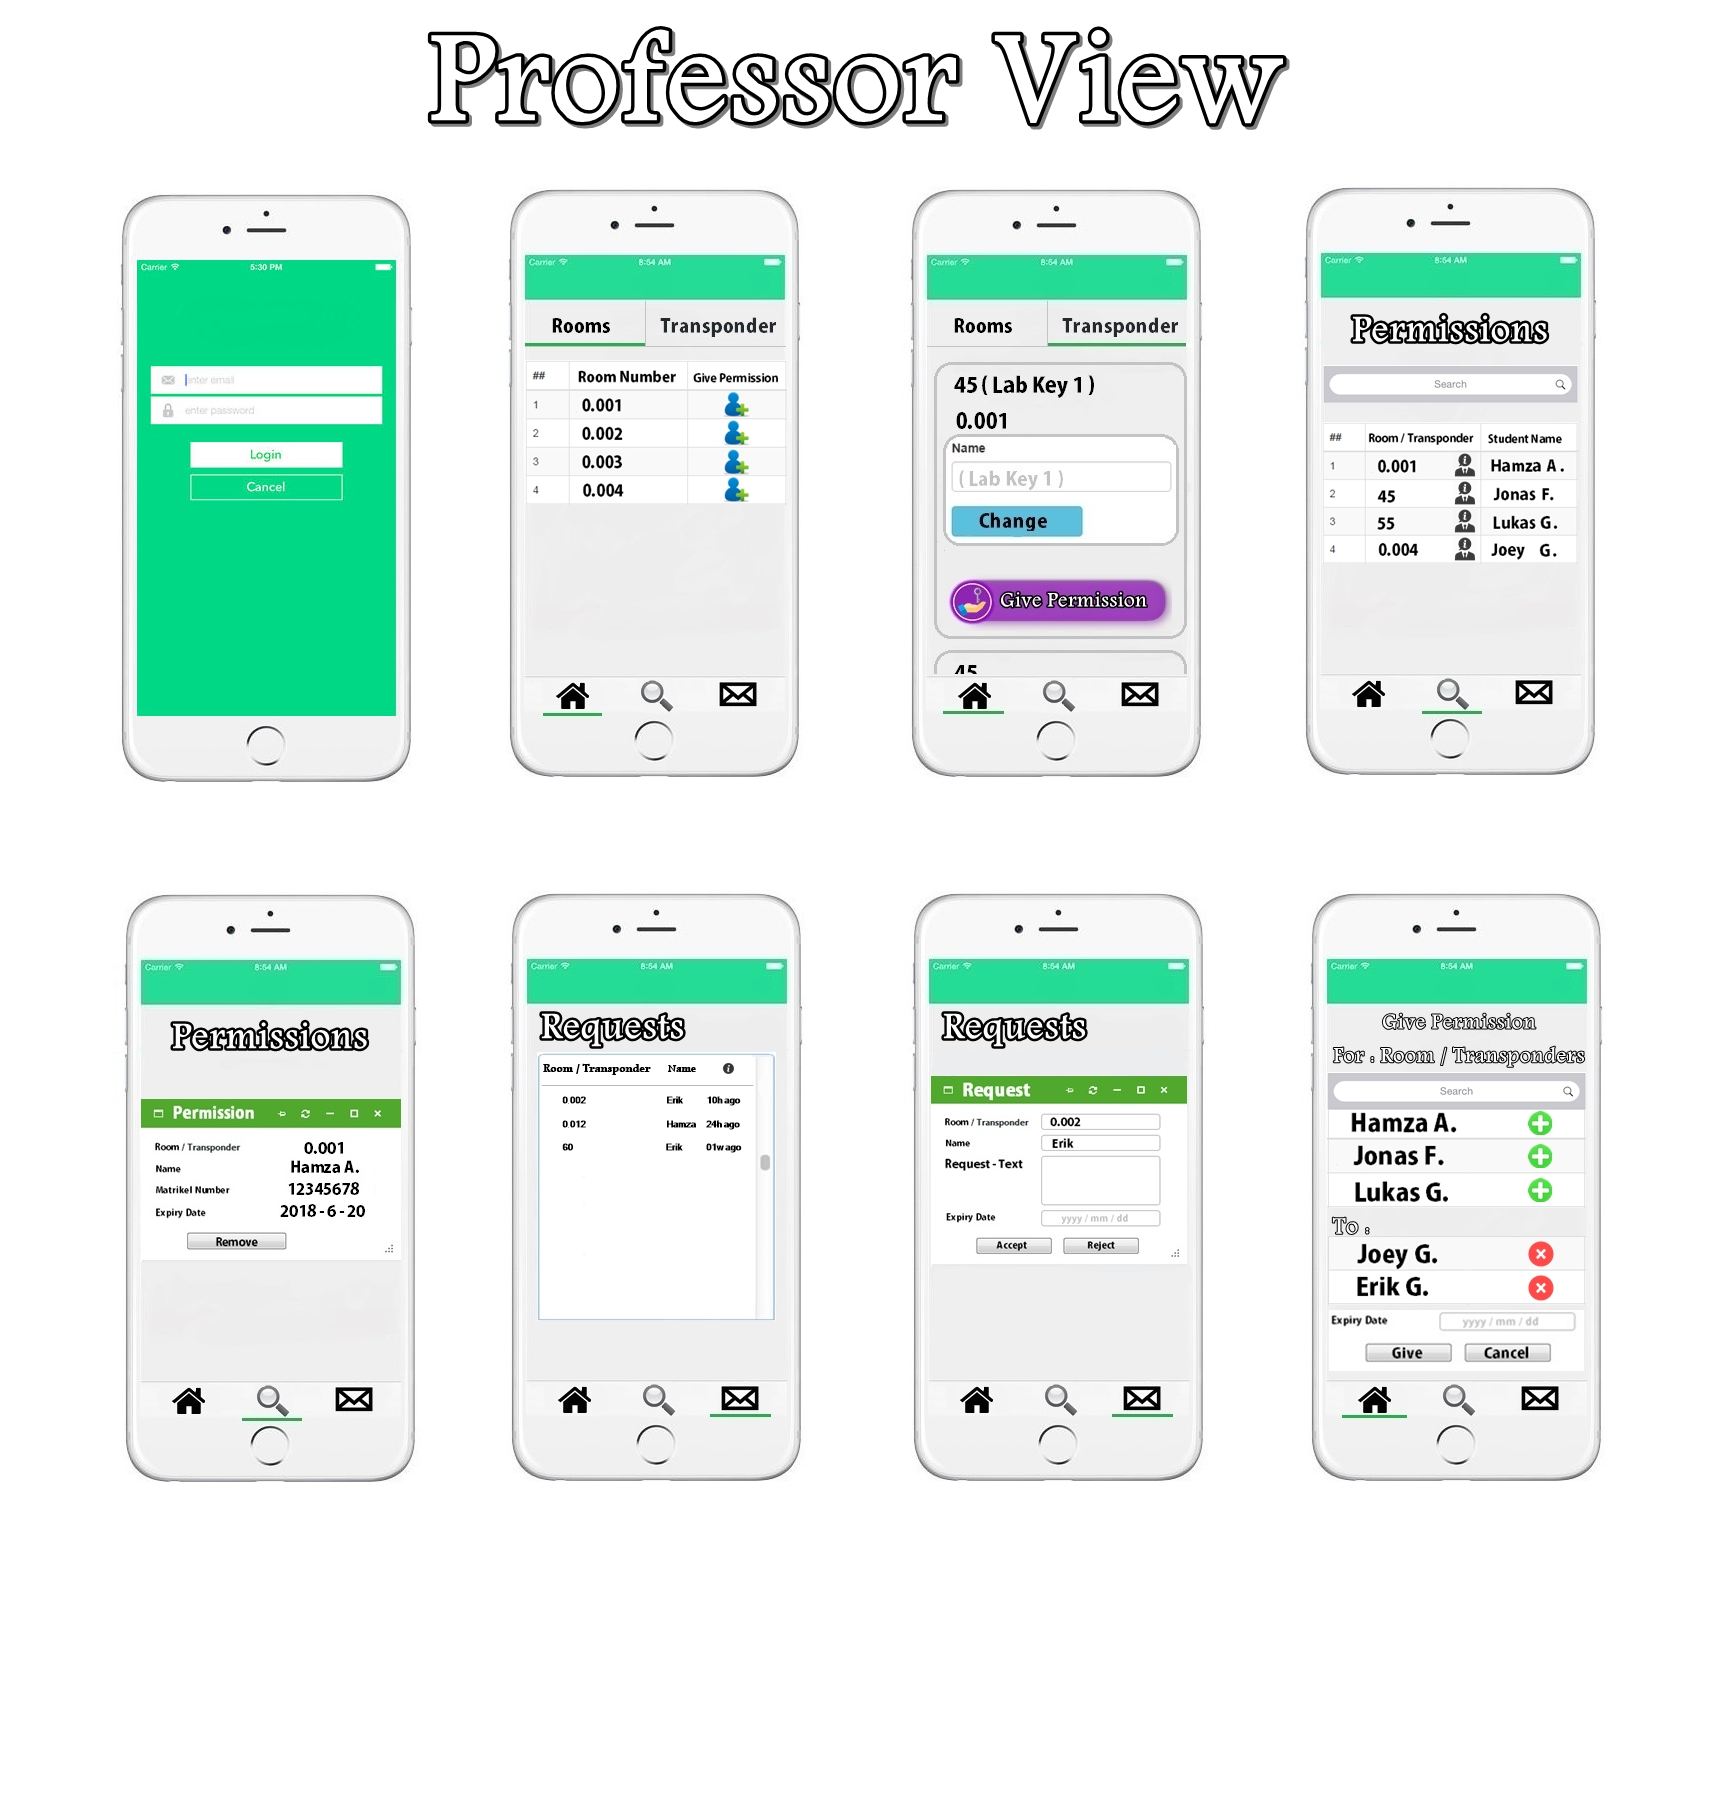 Professor View
Carrier 5:30 PM
enter email
enter password
Login
Cancel
Carrier 8:54 AM
Rooms Transponder
## Room Number Give Permission
1 0.001
2 0.002
3 0.003
4 0.004
Carrier 8:54 AM
Rooms Transponder
45 ( Lab Key 1 )
0.001
Name
( Lab Key 1 )
Change
Give Permission
45
Carrier 8:54 AM
Permissions
Search
## Room / Transponder Student Name
1 0.001 Hamza A .
2 45 Jonas F.
3 55 Lukas G.
4 0.004 Joey G.
Carrier 8:54 AM
Permissions
Permission
Room / Transponder 0.001
Name Hamza A.
Matrikel Number 12345678
Expiry Date 2018 - 6 - 20
Remove
Carrier 8:54 AM
Requests
Room / Transponder Name
0.002 Erik 10h ago
0.012 Hamza 24h ago
60 Erik 01w ago
Carrier 8:54 AM
Requests
Request
Room / Transponder 0.002
Name Erik
Request - Text
Expiry Date yyyy / mm / dd
Accept Reject
Carrier 8:54 AM
Give Permission
For : Room / Transponders
Search
Hamza A.
Jonas F.
Lukas G.
To :
Joey G.
Erik G.
Expiry Date yyyy / mm / dd
Give Cancel